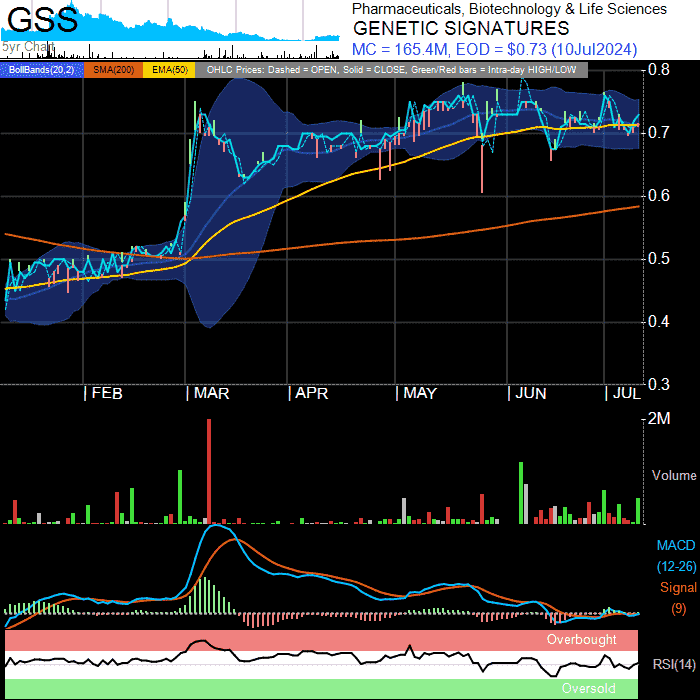 GSS
5yr Chart
Pharmaceuticals, Biotechnology & Life Sciences
GENETIC SIGNATURES
MC = 165.4M, EOD = $0.73 (10Jul2024)
BollBands(20,2) SMA(200) EMA(50) OHLC Prices: Dashed = OPEN, Solid = CLOSE, Green/Red bars = Intra-day HIGH/LOW
0.8
0.7
0.6
0.5
0.4
0.3
FEB MAR APR MAY JUN JUL
2M
Volume
MACD
(12-26)
Signal
(9)
Overbought
RSI(14)
Oversold